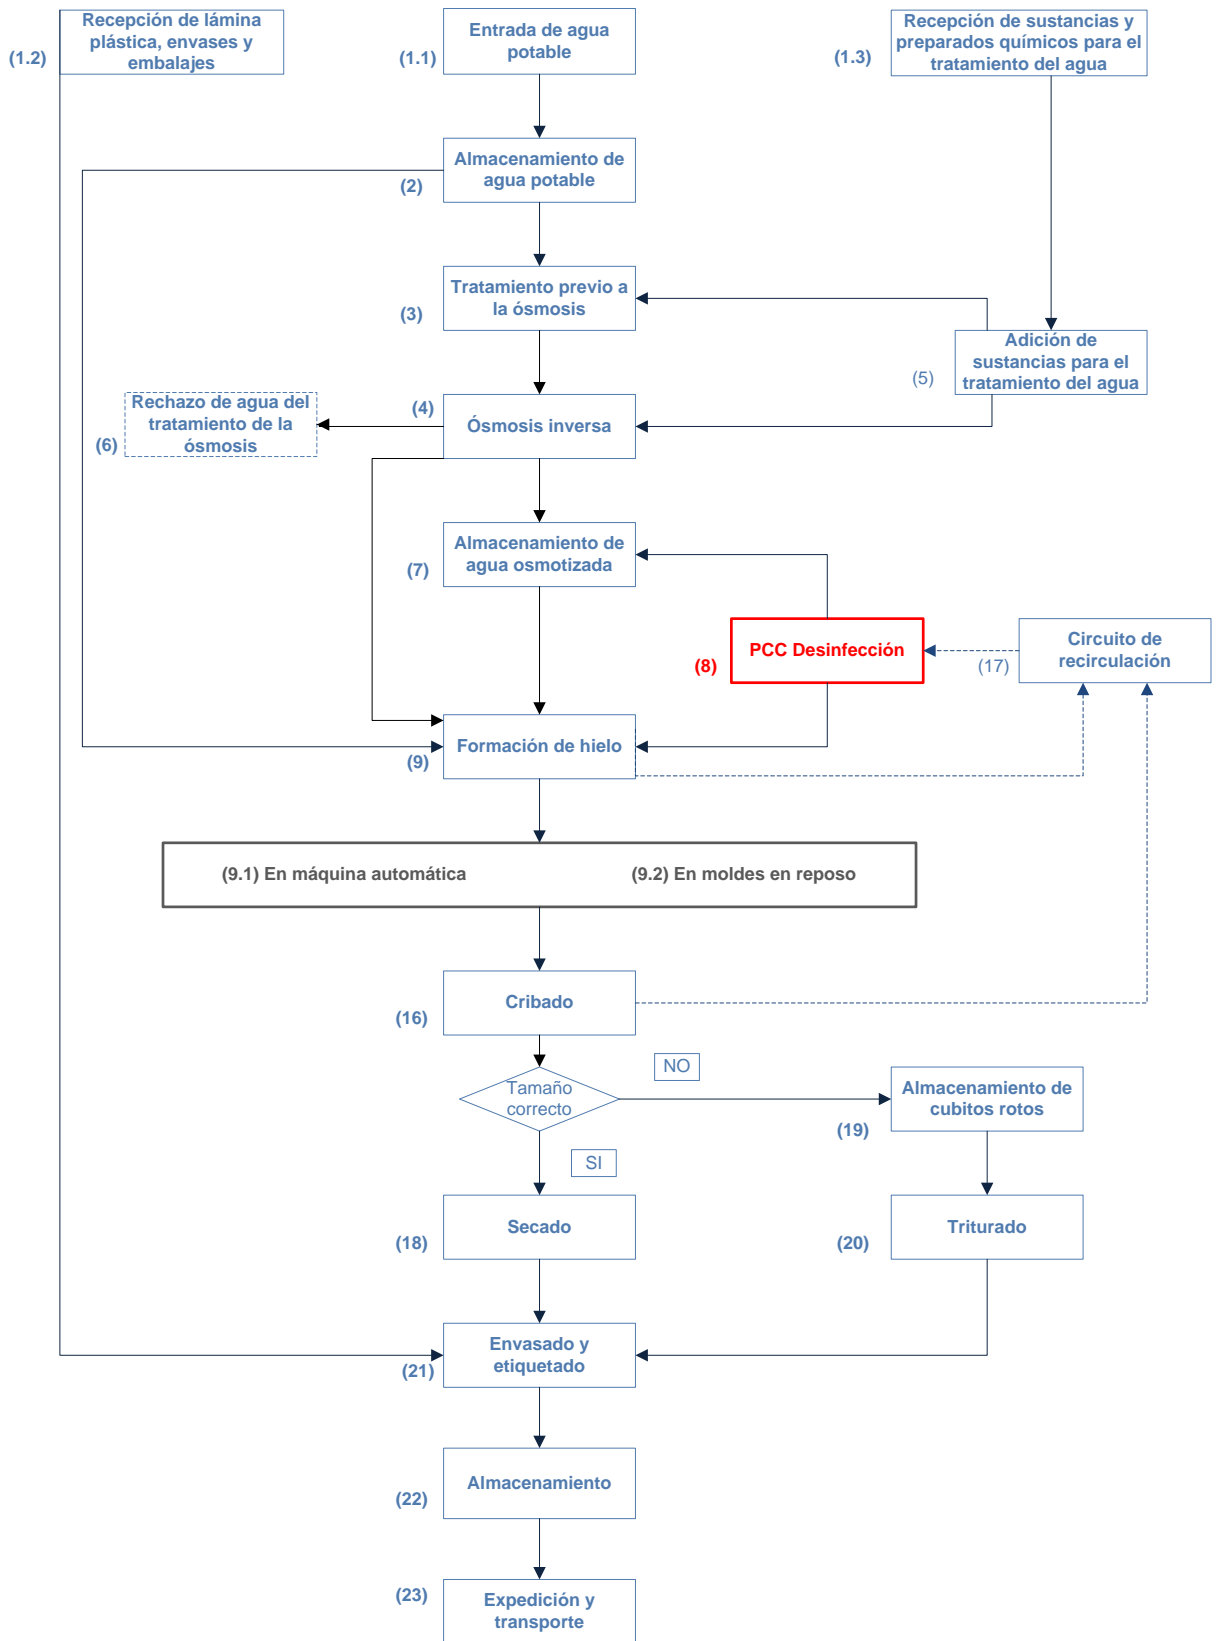 Recepción de lámina
plástica, envases y
embalajes
(1.2)
Entrada de agua
potable
(1.1)
Recepción de sustancias y
preparados químicos para el
tratamiento del agua
(1.3)
Almacenamiento de
agua potable
(2)
Tratamiento previo a
la ósmosis
(3)
Adición de
sustancias para el
tratamiento del agua
(5)
Rechazo de agua del
tratamiento de la
ósmosis
(6)
(4)
Ósmosis inversa
Almacenamiento de
agua osmotizada
(7)
PCC Desinfección
(8)
Circuito de
recirculación
(17)
Formación de hielo
(9)
(9.1) En máquina automática
(9.2) En moldes en reposo
Cribado
(16)
Tamaño
correcto
NO
SI
Almacenamiento de
cubitos rotos
(19)
Secado
(18)
Triturado
(20)
Envasado y
etiquetado
(21)
Almacenamiento
(22)
(23)
Expedición y
transporte